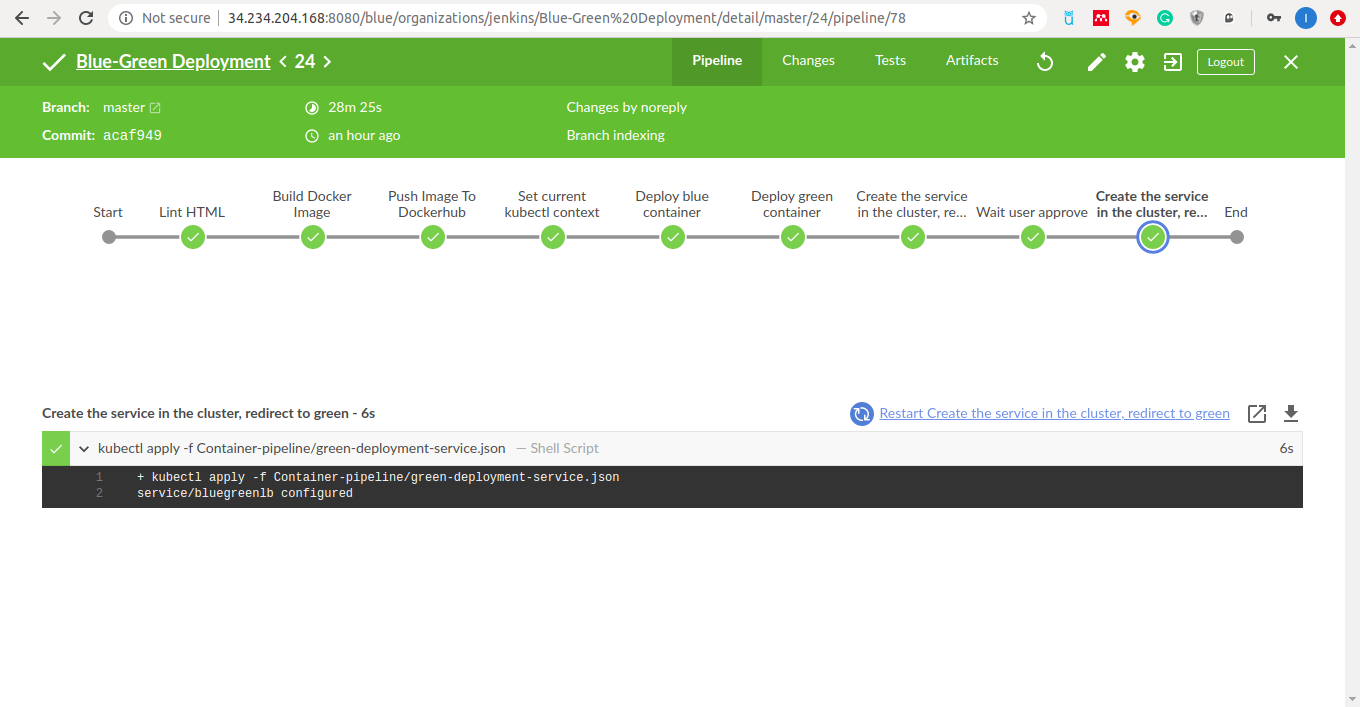 Not secure
34.234.204.168:8080/blue/organizations/jenkins/Blue-Green%20Deployment/detail/master/24/pipeline/78
I
Blue-Green Deployment < 24 >
Pipeline
Changes
Tests
Artifacts
Logout
Branch: master
28m 25s
Changes by noreply
Commit: acaf949
an hour ago
Branch indexing
Start
Lint HTML
Build Docker
Image
Push Image To
Dockerhub
Set current
kubectl context
Deploy blue
container
Deploy green
container
Create the service
in the cluster, re...
Wait user approve
Create the service
in the cluster, re...
End
Create the service in the cluster, redirect to green - 6s
Restart Create the service in the cluster, redirect to green
kubectl apply -f Container-pipeline/green-deployment-service.json — Shell Script
6s
1 + kubectl apply -f Container-pipeline/green-deployment-service.json
2 service/bluegreenlb configured